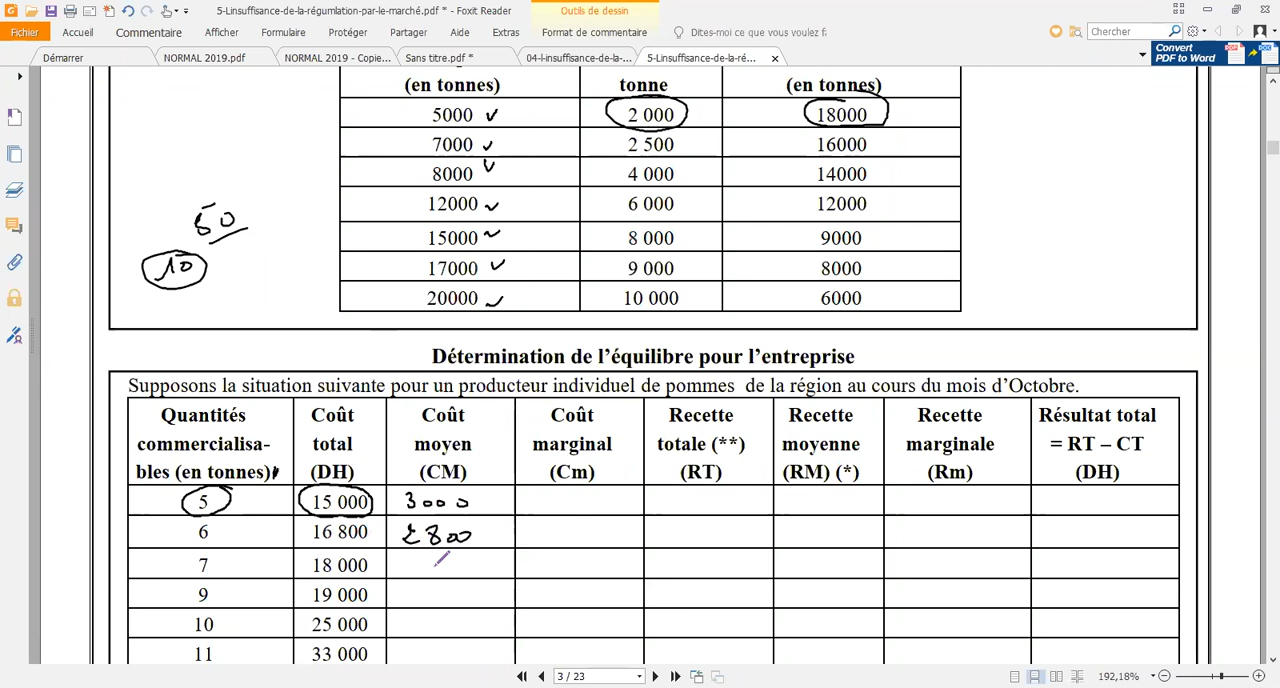 5-Linsuffisance-de-la-régumlation-par-le-marché.pdf * - Foxit Reader
Outils de dessin
Fichier Accueil Commentaire Afficher Formulaire Protéger Partager Aide Extras Format de commentaire Dites-moi ce que vous voulez fa Chercher
Démarrer NORMAL 2019.pdf NORMAL 2019 - Copie... Sans titre.pdf * 04-l-insuffisance-de-la-... 5-Linsuffisance-de-la-ré... Convert PDF to Word
(en tonnes) tonne (en tonnes)
5000 2 000 18000
7000 2 500 16000
8000 4 000 14000
12000 6 000 12000
50
15000 8 000 9000
10
17000 9 000 8000
20000 10 000 6000
Détermination de l'équilibre pour l'entreprise
Supposons la situation suivante pour un producteur individuel de pommes de la région au cours du mois d'Octobre.
Quantités Coût Coût Coût Recette Recette Recette Résultat total
commercialisa- total moyen marginal totale (**) moyenne marginale = RT – CT
bles (en tonnes) (DH) (CM) (Cm) (RT) (RM) (*) (Rm) (DH)
5 15 000 3000
6 16 800 2800
7 18 000
9 19 000
10 25 000
11 33 000
3 / 23 192,18%